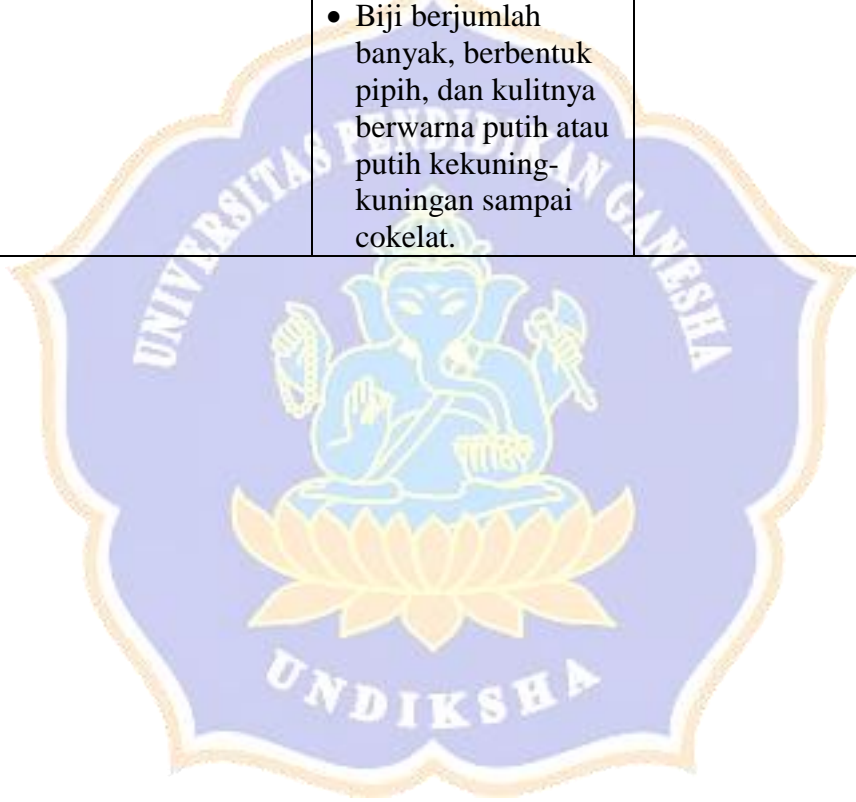 • Biji berjumlah
banyak, berbentuk
pipih, dan kulitnya
berwarna putih atau
putih kekuning-
kuningan sampai
cokelat.
UNIVERSITAS PENDIDIKAN GANESHA
UNDIKSHA